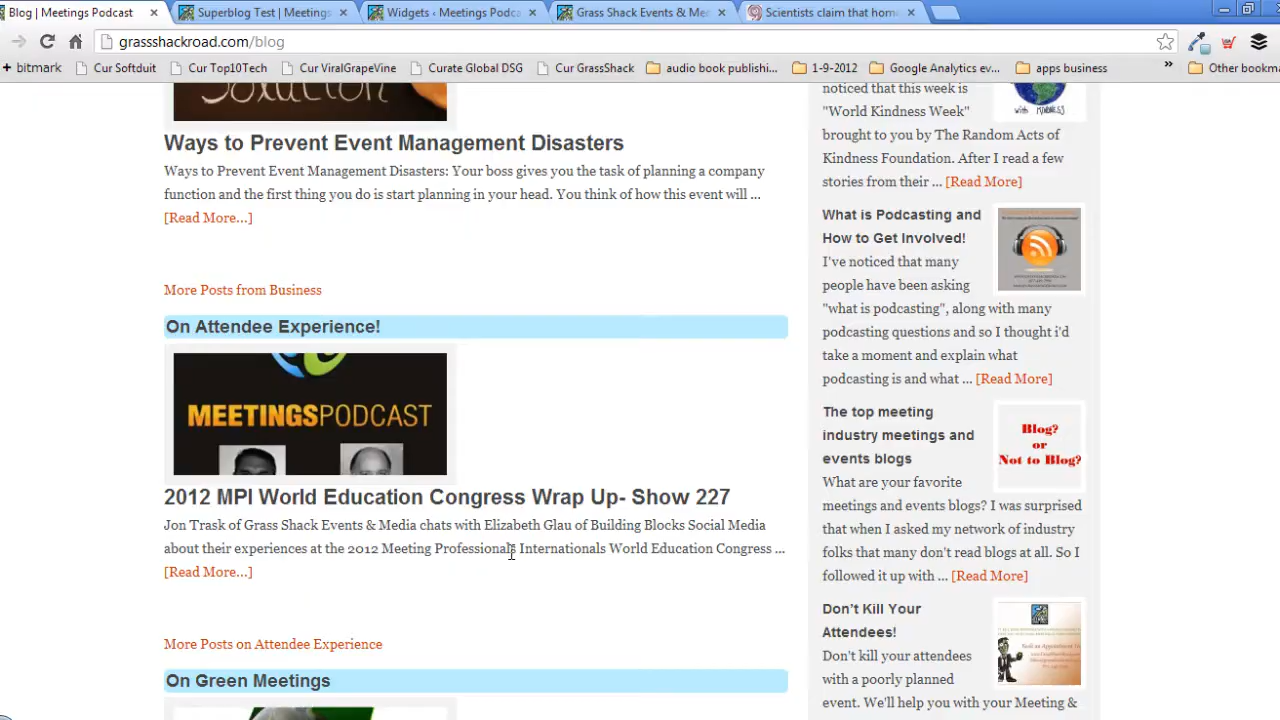 Blog | Meetings Podcast
Superblog Test | Meetings
Widgets ‹ Meetings Podca
Grass Shack Events & Me
Scientists claim that hom
grassshackroad.com/blog
+ bitmark
Cur Softduit
Cur Top10Tech
Cur ViralGrapeVine
Curate Global DSG
Cur GrassShack
audio book publishi...
1-9-2012
Google Analytics ev...
apps business
»
Other bookma
Solution
Ways to Prevent Event Management Disasters
Ways to Prevent Event Management Disasters: Your boss gives you the task of planning a company
function and the first thing you do is start planning in your head. You think of how this event will ...
[Read More...]
More Posts from Business
On Attendee Experience!
MEETINGSPODCAST
2012 MPI World Education Congress Wrap Up- Show 227
Jon Trask of Grass Shack Events & Media chats with Elizabeth Glau of Building Blocks Social Media
about their experiences at the 2012 Meeting Professionals Internationals World Education Congress ...
[Read More...]
More Posts on Attendee Experience
On Green Meetings
noticed that this week is
"World Kindness Week"
brought to you by The Random Acts of
Kindness Foundation. After I read a few
stories from their ... [Read More]
with KINDNESS
What is Podcasting and
How to Get Involved!
I've noticed that many
people have been asking
"what is podcasting", along with many
podcasting questions and so I thought i'd
take a moment and explain what
podcasting is and what ... [Read More]
The top meeting
industry meetings and
events blogs
Blog?
or
Not to Blog?
What are your favorite
meetings and events blogs? I was surprised
that when I asked my network of industry
folks that many don't read blogs at all. So I
followed it up with ... [Read More]
Don't Kill Your
Attendees!
Don't kill your attendees
with a poorly planned
event. We'll help you with your Meeting &